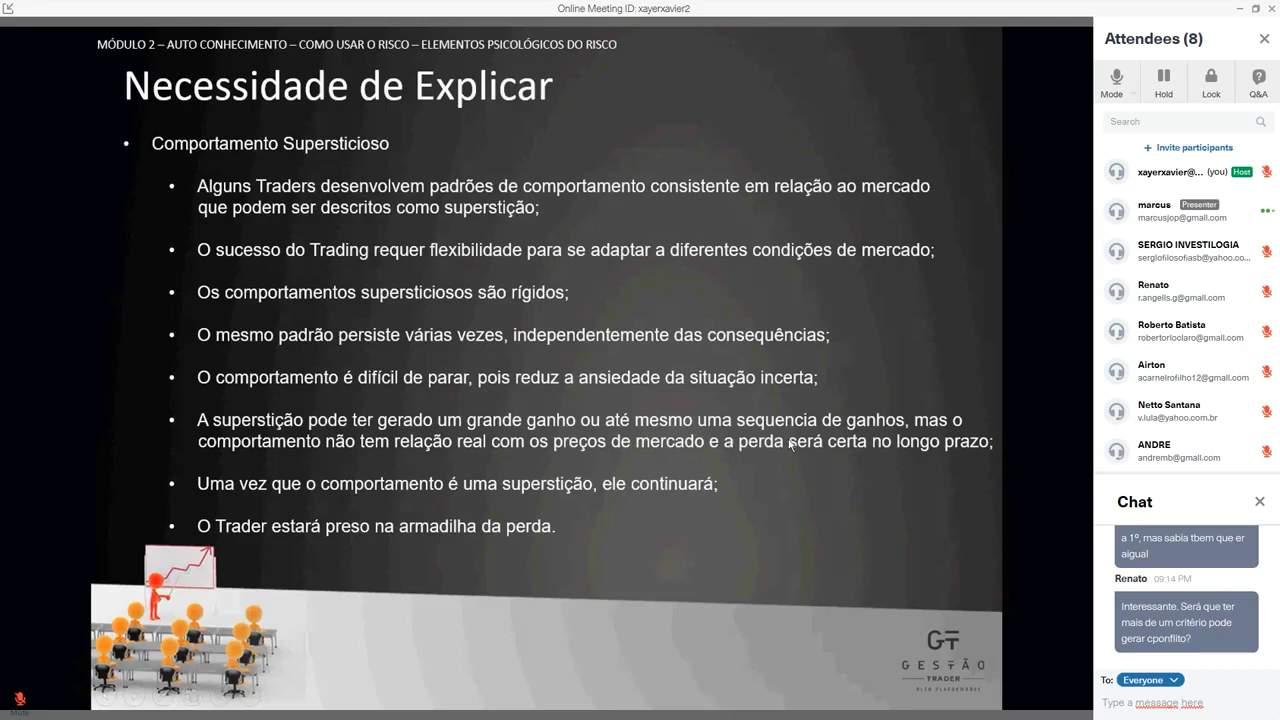 Online Meeting ID: xayerxavier2
MÓDULO 2 – AUTO CONHECIMENTO – COMO USAR O RISCO – ELEMENTOS PSICOLÓGICOS DO RISCO
Necessidade de Explicar
• Comportamento Supersticioso
• Alguns Traders desenvolvem padrões de comportamento consistente em relação ao mercado
que podem ser descritos como superstição;
• O sucesso do Trading requer flexibilidade para se adaptar a diferentes condições de mercado;
• Os comportamentos supersticiosos são rígidos;
• O mesmo padrão persiste várias vezes, independentemente das consequências;
• O comportamento é difícil de parar, pois reduz a ansiedade da situação incerta;
• A superstição pode ter gerado um grande ganho ou até mesmo uma sequencia de ganhos, mas o
comportamento não tem relação real com os preços de mercado e a perda será certa no longo prazo;
• Uma vez que o comportamento é uma superstição, ele continuará;
• O Trader estará preso na armadilha da perda.
GT
GESTÃO
TRADER
ALTA PERFORMANCE
Mute
Attendees (8)
Mode
Hold
Lock
Q&A
Search
+ Invite participants
xayerxavier@... (you) Host
marcus Presenter
marcusjop@gmail.com
SERGIO INVESTILOGIA
sergiofilosofiasb@yahoo.co...
Renato
r.angelis.g@gmail.com
Roberto Batista
robertorloclaro@gmail.com
Airton
acarneirofilho12@gmail.com
Netto Santana
v.lula@yahoo.com.br
ANDRE
andremb@gmail.com
Chat
a 1º, mas sabia tbem que er
aigual
Renato 09:14 PM
Interessante. Será que ter
mais de um critério pode
gerar cponflito?
To: Everyone
Type a message here